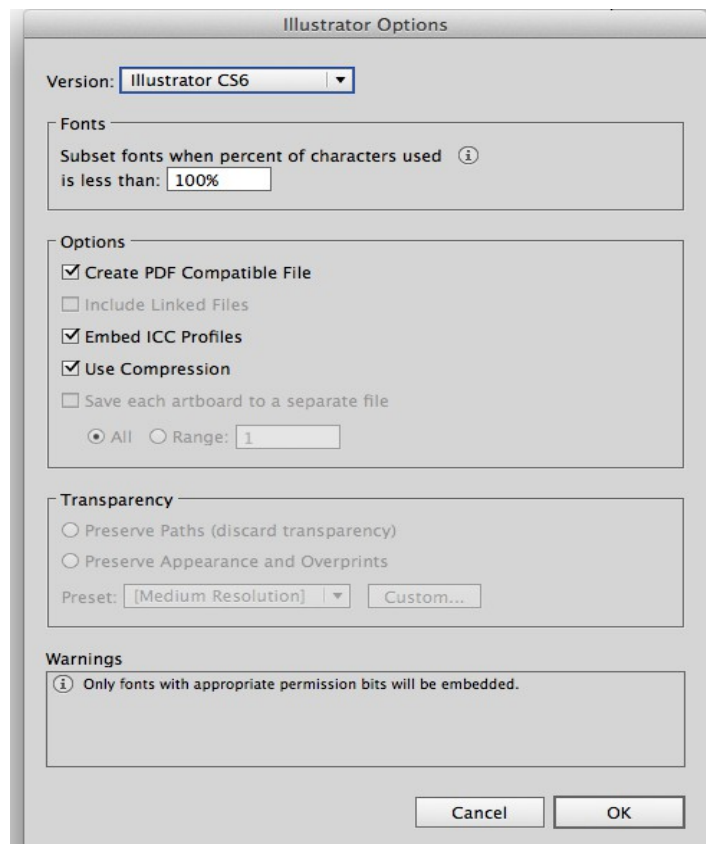 Illustrator Options
Version: Illustrator CS6
Fonts
Subset fonts when percent of characters used
is less than: 100%
Options
Create PDF Compatible File
Include Linked Files
Embed ICC Profiles
Use Compression
Save each artboard to a separate file
All Range: 1
Transparency
Preserve Paths (discard transparency)
Preserve Appearance and Overprints
Preset: [Medium Resolution] Custom...
Warnings
Only fonts with appropriate permission bits will be embedded.
Cancel OK